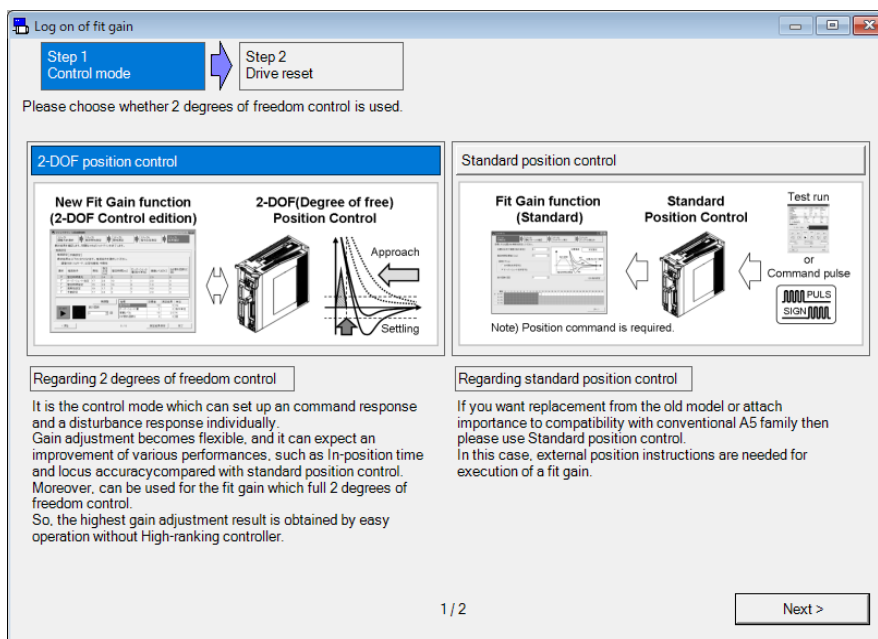 Log on of fit gain
Step 1
Control mode
Step 2
Drive reset
Please choose whether 2 degrees of freedom control is used.
2-DOF position control
New Fit Gain function
(2-DOF Control edition)
2-DOF(Degree of free)
Position Control
Approach
Settling
Standard position control
Fit Gain function
(Standard)
Standard
Position Control
Test run
or
Command pulse
PULS
SIGN
Note) Position command is required.
Regarding 2 degrees of freedom control
It is the control mode which can set up an command response
and a disturbance response individually.
Gain adjustment becomes flexible, and it can expect an
improvement of various performances, such as In-position time
and locus accuracycompared with standard position control.
Moreover, can be used for the fit gain which full 2 degrees of
freedom control.
So, the highest gain adjustment result is obtained by easy
operation without High-ranking controller.
Regarding standard position control
If you want replacement from the old model or attach
importance to compatibility with conventional A5 family then
please use Standard position control.
In this case, external position instructions are needed for
execution of a fit gain.
1 / 2
Next >